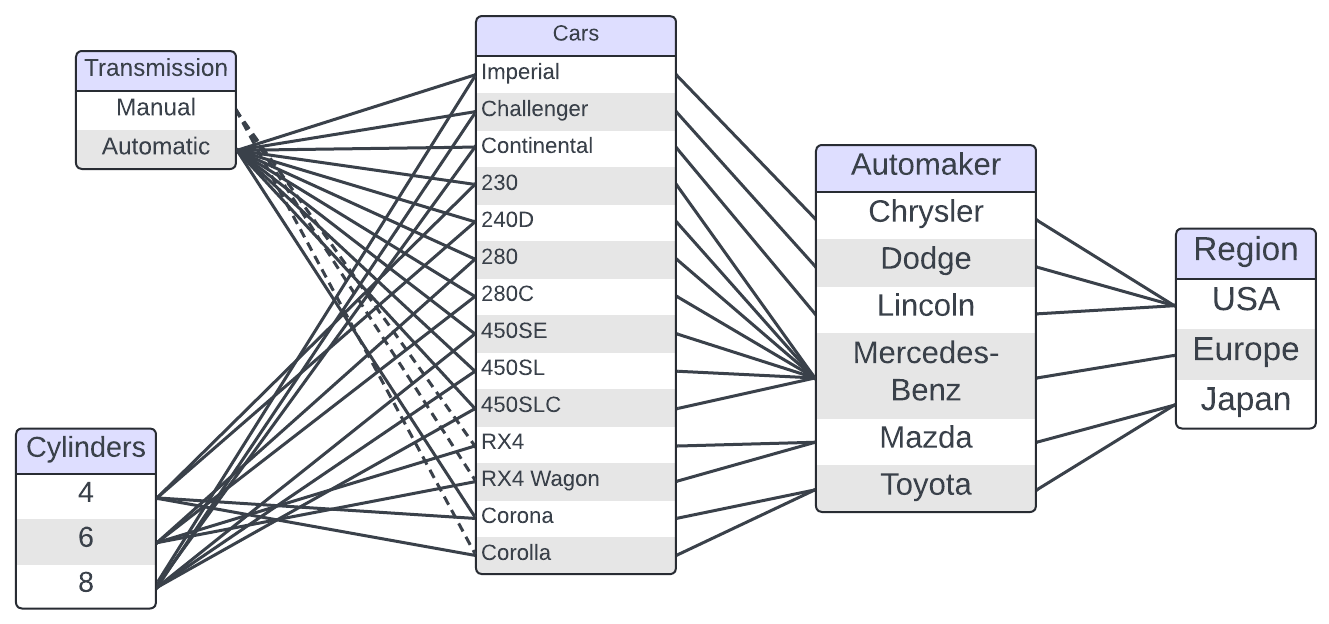 Transmission
Manual
Automatic
Cylinders
4
6
8
Cars
Imperial
Challenger
Continental
230
240D
280
280C
450SE
450SL
450SLC
RX4
RX4 Wagon
Corona
Corolla
Automaker
Chrysler
Dodge
Lincoln
Mercedes-
Benz
Mazda
Toyota
Region
USA
Europe
Japan